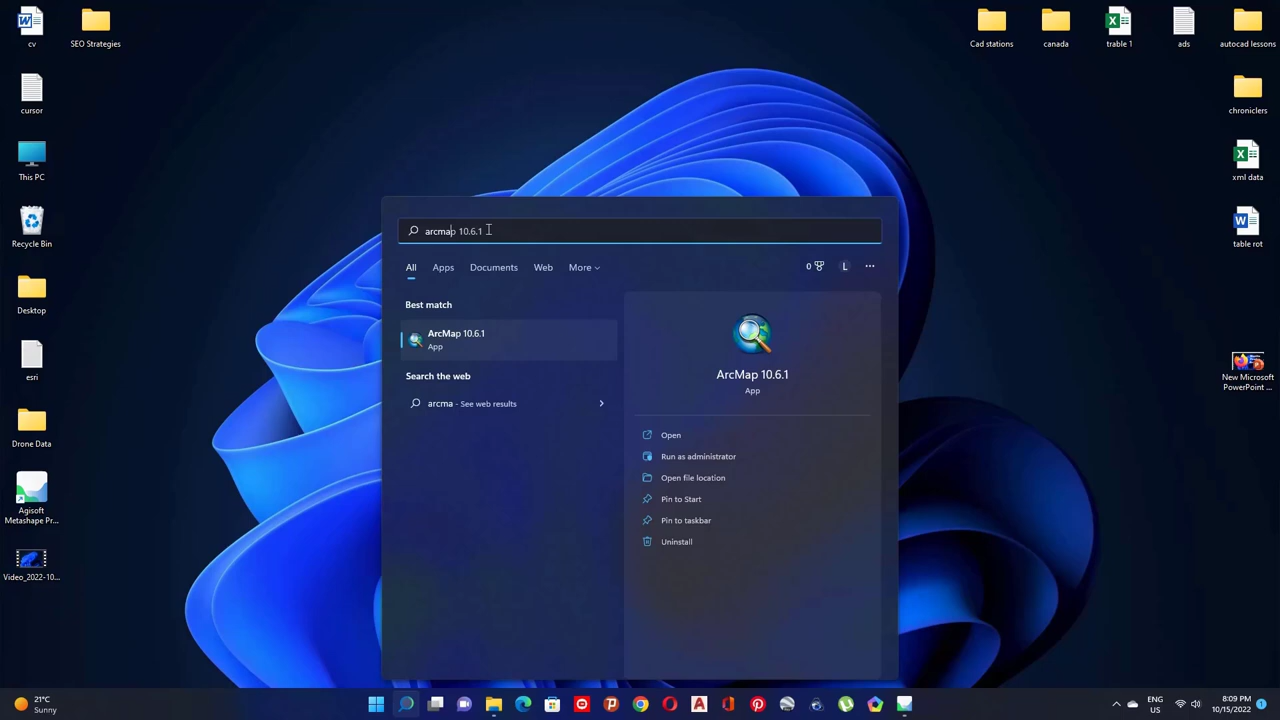 cv
SEO Strategies
Cad stations
canada
trable 1
ads
autocad lessons
cursor
chroniclers
This PC
xml data
Recycle Bin
table rot
Desktop
esri
New Microsoft
PowerPoint ...
Drone Data
Agisoft
Metashape Pr...
Video_2022-10...
arcmap 10.6.1
All
Apps
Documents
Web
More
0
L
Best match
ArcMap 10.6.1
App
Search the web
arcma - See web results
ArcMap 10.6.1
App
Open
Run as administrator
Open file location
Pin to Start
Pin to taskbar
Uninstall
21°C
Sunny
ENG
US
8:09 PM
10/15/2022
1